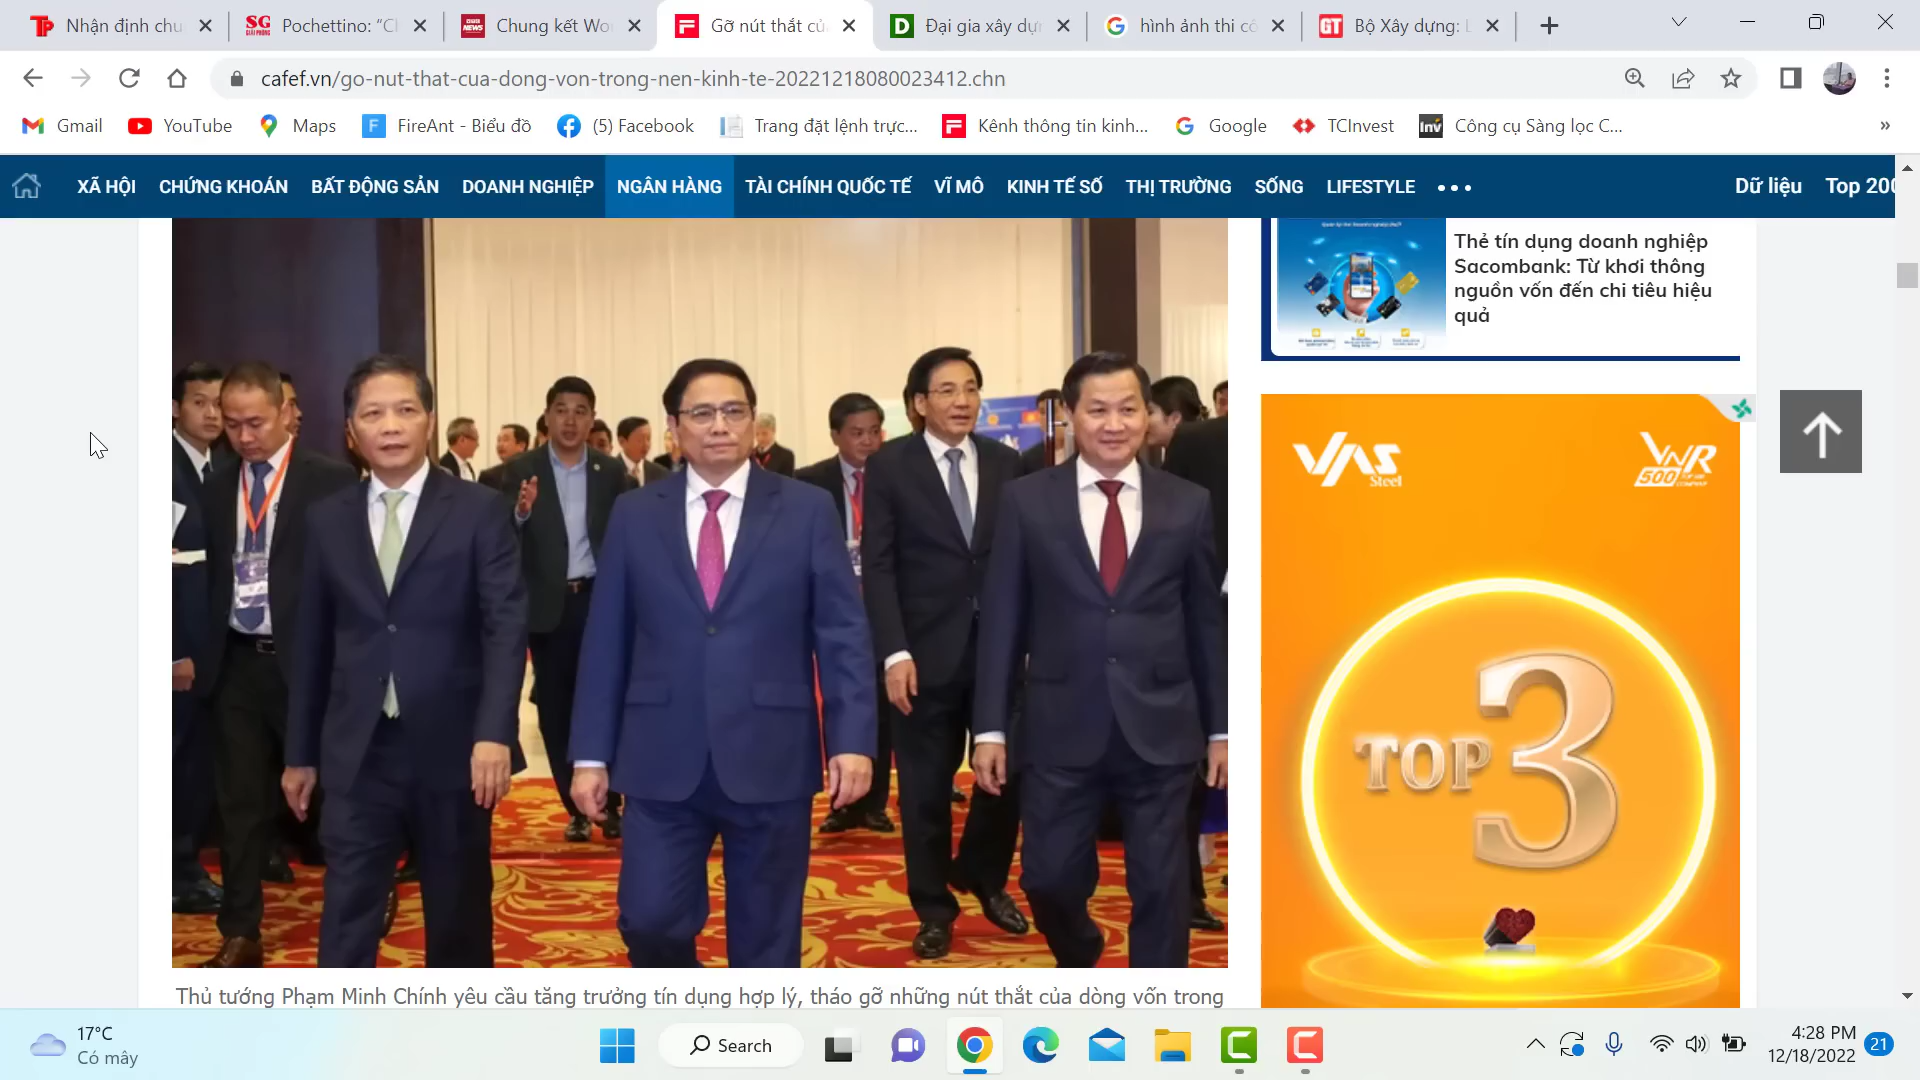 Nhận định chu
Pochettino: "Cl
Chung kết Wo
Gỡ nút thắt củ
Đại gia xây dựn
hình ảnh thi cố
Bộ Xây dựng: L
cafef.vn/go-nut-that-cua-dong-von-trong-nen-kinh-te-20221218080023412.chn
Gmail
YouTube
Maps
FireAnt - Biểu đồ
(5) Facebook
Trang đặt lệnh trực...
Kênh thông tin kinh...
Google
TCInvest
Công cụ Sàng lọc C...
»
XÃ HỘI
CHỨNG KHOÁN
BẤT ĐỘNG SẢN
DOANH NGHIỆP
NGÂN HÀNG
TÀI CHÍNH QUỐC TẾ
VĨ MÔ
KINH TẾ SỐ
THỊ TRƯỜNG
SỐNG
LIFESTYLE
Dữ liệu
Top 200
Thẻ tín dụng doanh nghiệp
Sacombank: Từ khơi thông
nguồn vốn đến chi tiêu hiệu
quả
VAS
Steel
VNR
500
TOP 3
Thủ tướng Phạm Minh Chính yêu cầu tăng trưởng tín dụng hợp lý, tháo gỡ những nút thắt của dòng vốn trong
17°C
Có mây
Search
4:28 PM
12/18/2022
21